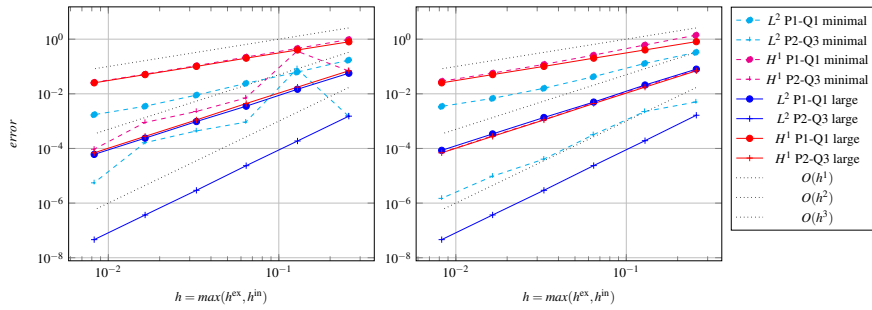 10^0
10^−2
10^−4
10^−6
10^−8
error
10^−2
10^−1
h = max(h^ex, h^in)
10^0
10^−2
10^−4
10^−6
10^−8
10^−2
10^−1
h = max(h^ex, h^in)
L^2 P1-Q1 minimal
L^2 P2-Q3 minimal
H^1 P1-Q1 minimal
H^1 P2-Q3 minimal
L^2 P1-Q1 large
L^2 P2-Q3 large
H^1 P1-Q1 large
H^1 P2-Q3 large
O(h^1)
O(h^2)
O(h^3)